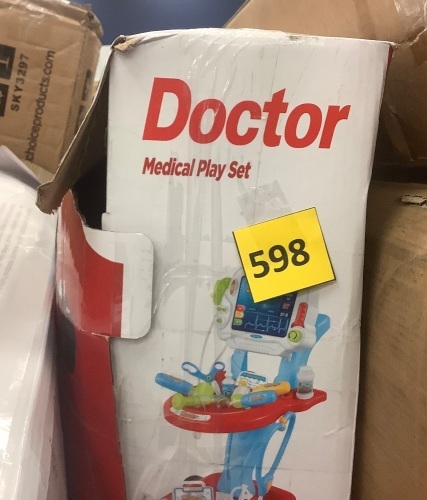 Doctor
Medical Play Set
598
SKY3297
choiceproducts.com